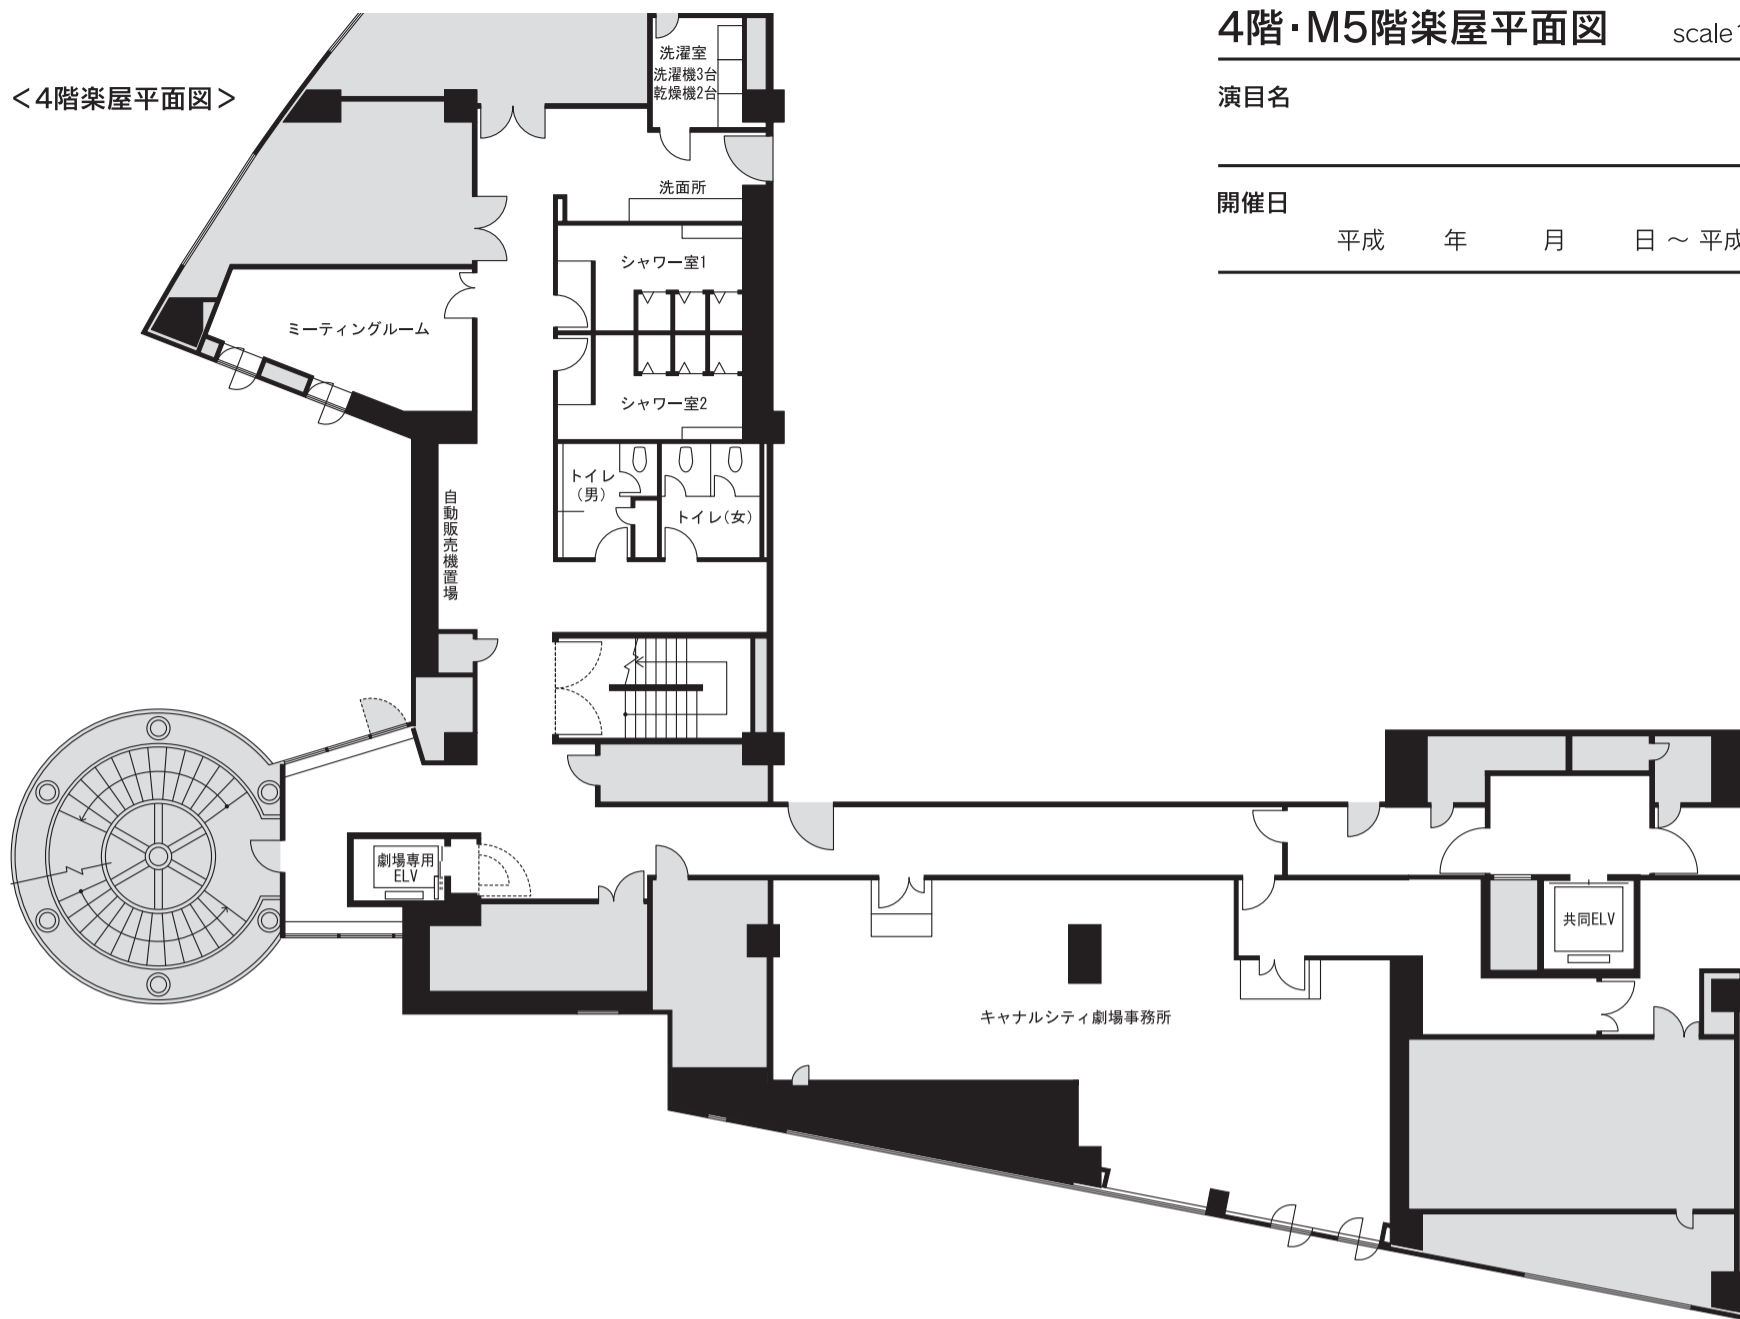 4階・M5階楽屋平面図
scale
演目名
開催日
平成 年 月 日 ～ 平成
＜4階楽屋平面図＞
洗濯室
洗濯機3台
乾燥機2台
洗面所
シャワー室1
ミーティングルーム
シャワー室2
トイレ
（男）
トイレ（女）
自動販売機置場
劇場専用
ELV
共同ELV
キャナルシティ劇場事務所